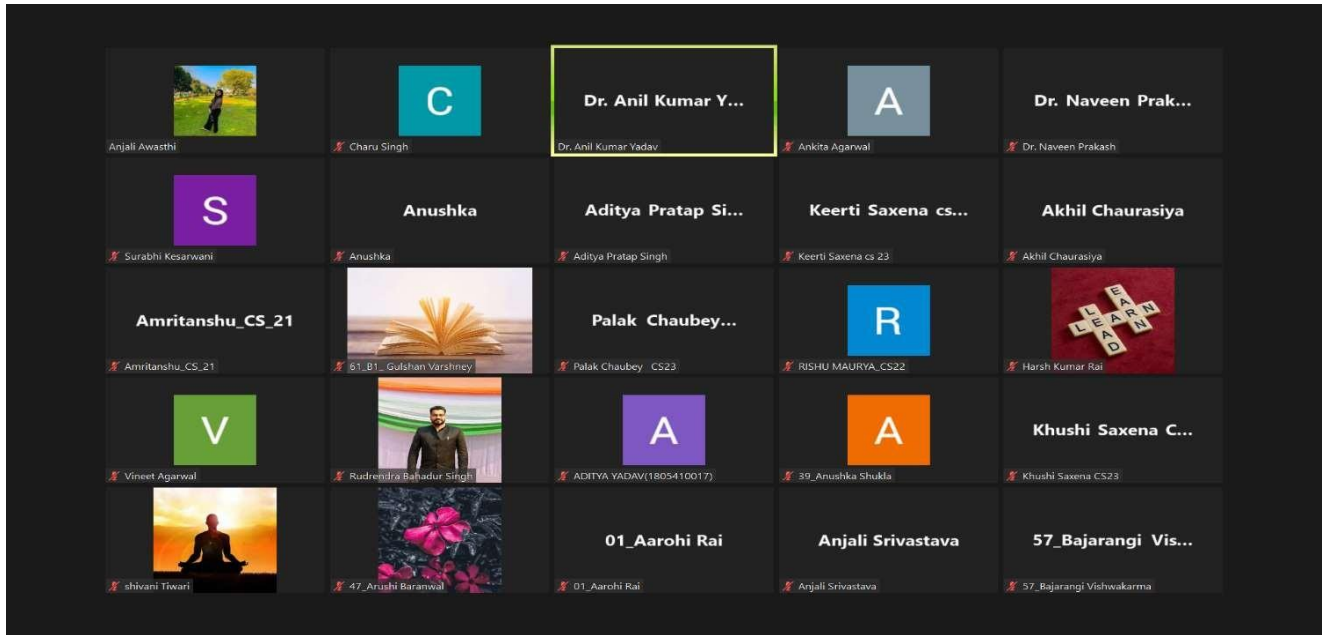 Anjali Awasthi
C
Charu Singh
Dr. Anil Kumar Y...
Dr. Anil Kumar Yadav
A
Ankita Agarwal
Dr. Naveen Prak...
Dr. Naveen Prakash
S
Surabhi Kesarwani
Anushka
Anushka
Aditya Pratap Si...
Aditya Pratap Singh
Keerti Saxena cs...
Keerti Saxena cs 23
Akhil Chaurasiya
Akhil Chaurasiya
Amritanshu_CS_21
Amritanshu_CS_21
61_B1_ Gulshan Varshney
Palak Chaubey...
Palak Chaubey CS23
R
RISHU MAURYA_CS22
EARN
LEARN
LEAD
Harsh Kumar Rai
V
Vineet Agarwal
Rudrendra Bahadur Singh
A
ADITYA YADAV(1805410017)
A
39_Anushka Shukla
Khushi Saxena C...
Khushi Saxena CS23
shivani Tiwari
47_Arushi Baranwal
01_Aarohi Rai
01_Aarohi Rai
Anjali Srivastava
Anjali Srivastava
57_Bajarangi Vis...
57_Bajarangi Vishwakarma